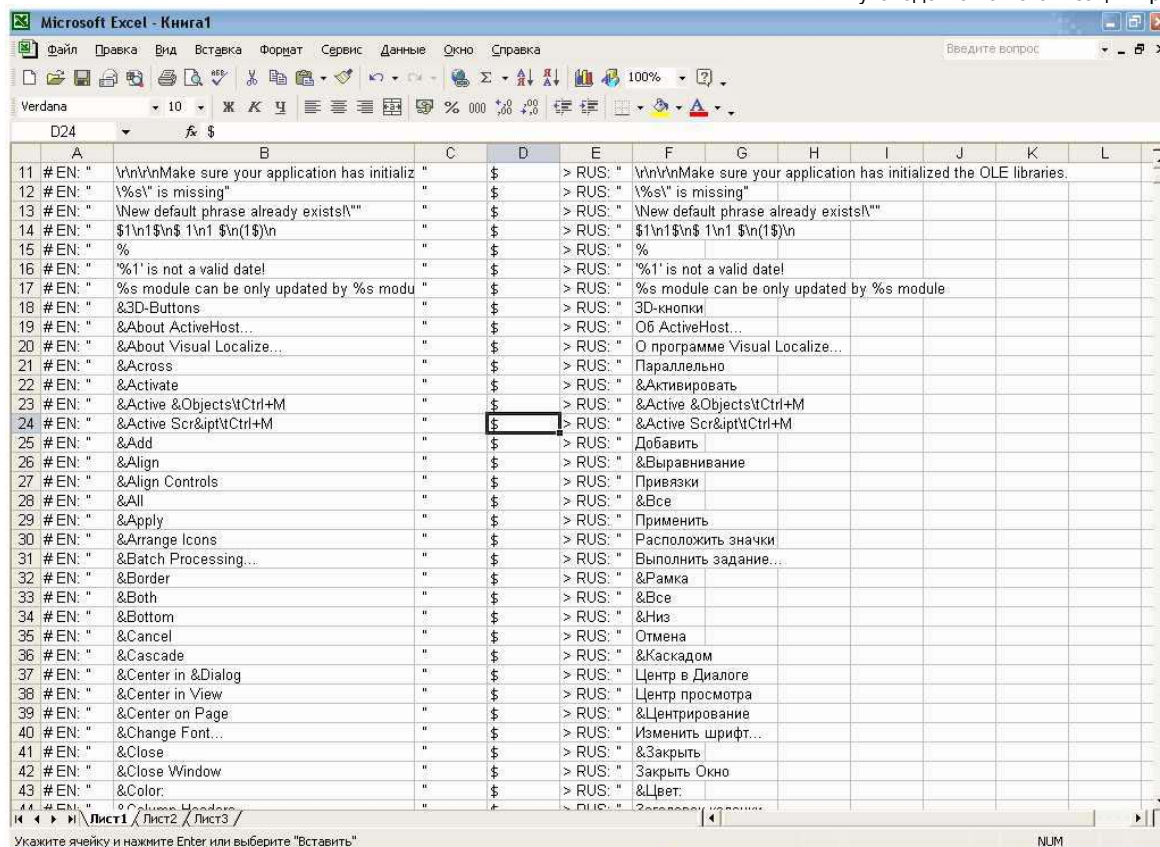 Microsoft Excel - Книга1
Файл Правка Вид Вставка Формат Сервис Данные Окно Справка Введите вопрос
100%
Verdana 10 Ж К Ч % 000
D24 fx $
A B C D E F G H I J K L
11 # EN: " \r\n\r\nMake sure your application has initializ " $ > RUS: " \r\n\r\nMake sure your application has initialized the OLE libraries.
12 # EN: " \%s\" is missing" " $ > RUS: " \%s\" is missing"
13 # EN: " \New default phrase already exists!\"" " $ > RUS: " \New default phrase already exists!\""
14 # EN: " $1\n1$\n$ 1\n1 $\n(1$)\n " $ > RUS: " $1\n1$\n$ 1\n1 $\n(1$)\n
15 # EN: " % " $ > RUS: " %
16 # EN: " '%1' is not a valid date! " $ > RUS: " '%1' is not a valid date!
17 # EN: " %s module can be only updated by %s modu " $ > RUS: " %s module can be only updated by %s module
18 # EN: " &3D-Buttons " $ > RUS: " 3D-кнопки
19 # EN: " &About ActiveHost... " $ > RUS: " Об ActiveHost...
20 # EN: " &About Visual Localize... " $ > RUS: " О программе Visual Localize...
21 # EN: " &Across " $ > RUS: " Параллельно
22 # EN: " &Activate " $ > RUS: " &Активировать
23 # EN: " &Active &Objects\tCtrl+M " $ > RUS: " &Active &Objects\tCtrl+M
24 # EN: " &Active Scr&ipt\tCtrl+M " $ > RUS: " &Active Scr&ipt\tCtrl+M
25 # EN: " &Add " $ > RUS: " Добавить
26 # EN: " &Align " $ > RUS: " &Выравнивание
27 # EN: " &Align Controls " $ > RUS: " Привязки
28 # EN: " &All " $ > RUS: " &Все
29 # EN: " &Apply " $ > RUS: " Применить
30 # EN: " &Arrange Icons " $ > RUS: " Расположить значки
31 # EN: " &Batch Processing... " $ > RUS: " Выполнить задание...
32 # EN: " &Border " $ > RUS: " &Рамка
33 # EN: " &Both " $ > RUS: " &Все
34 # EN: " &Bottom " $ > RUS: " &Низ
35 # EN: " &Cancel " $ > RUS: " Отмена
36 # EN: " &Cascade " $ > RUS: " &Каскадом
37 # EN: " &Center in &Dialog " $ > RUS: " Центр в Диалоге
38 # EN: " &Center in View " $ > RUS: " Центр просмотра
39 # EN: " &Center on Page " $ > RUS: " &Центрирование
40 # EN: " &Change Font... " $ > RUS: " Изменить шрифт...
41 # EN: " &Close " $ > RUS: " &Закрыть
42 # EN: " &Close Window " $ > RUS: " Закрыть Окно
43 # EN: " &Color: " $ > RUS: " &Цвет:
Лист1 Лист2 Лист3
Укажите ячейку и нажмите Enter или выберите "Вставить" NUM